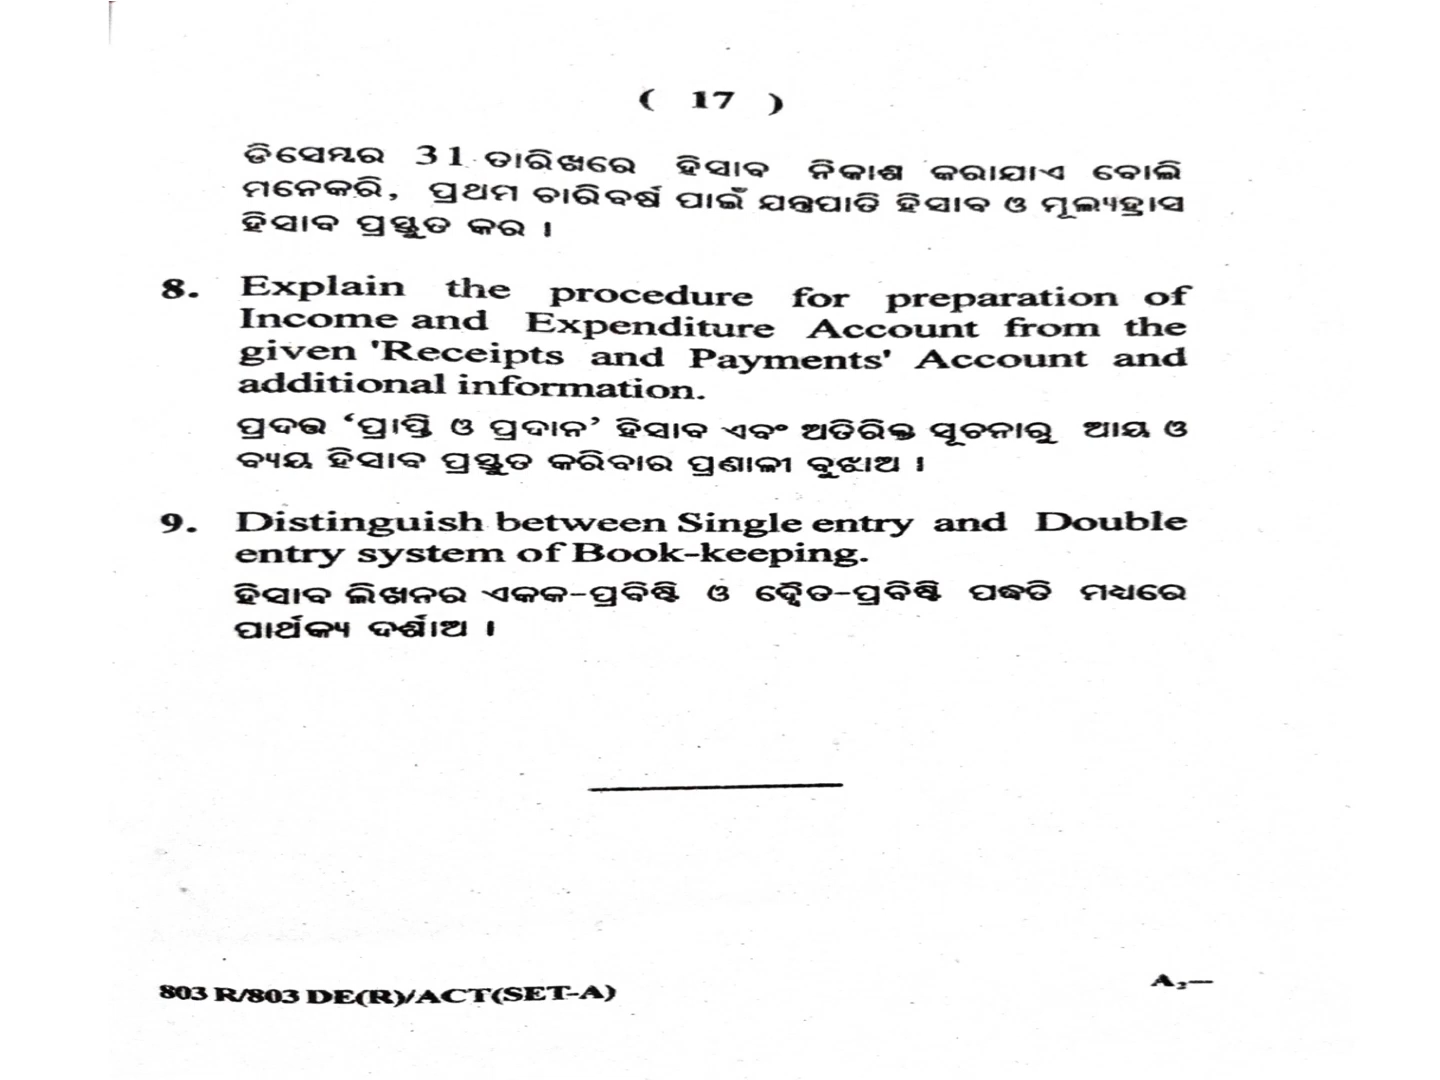 ( 17 )
ଡିସେମ୍ବର 31 ତାରିଖରେ ହିସାବ ନିକାଶ କରାଯାଏ ବୋଲି
ମନେକରି, ପ୍ରଥମ ଚାରିବର୍ଷ ପାଇଁ ଯନ୍ତ୍ରପାତି ହିସାବ ଓ ମୂଲ୍ୟହ୍ରାସ
ହିସାବ ପ୍ରସ୍ତୁତ କର ।
8. Explain the procedure for preparation of
Income and Expenditure Account from the
given 'Receipts and Payments' Account and
additional information.
ପ୍ରଦତ୍ତ ‘ପ୍ରାପ୍ତି ଓ ପ୍ରଦାନ’ ହିସାବ ଏବଂ ଅତିରିକ୍ତ ସୂଚନାରୁ ଆୟ ଓ
ବ୍ୟୟ ହିସାବ ପ୍ରସ୍ତୁତ କରିବାର ପ୍ରଣାଳୀ ବୁଝାଅ ।
9. Distinguish between Single entry and Double
entry system of Book-keeping.
ହିସାବ ଲିଖନର ଏକକ-ପ୍ରବିଷ୍ଟି ଓ ଦ୍ୱୈତ-ପ୍ରବିଷ୍ଟି ପଦ୍ଧତି ମଧ୍ୟରେ
ପାର୍ଥକ୍ୟ ଦର୍ଶାଅ ।
803 R/803 DE(R)/ACT(SET-A) A₂—